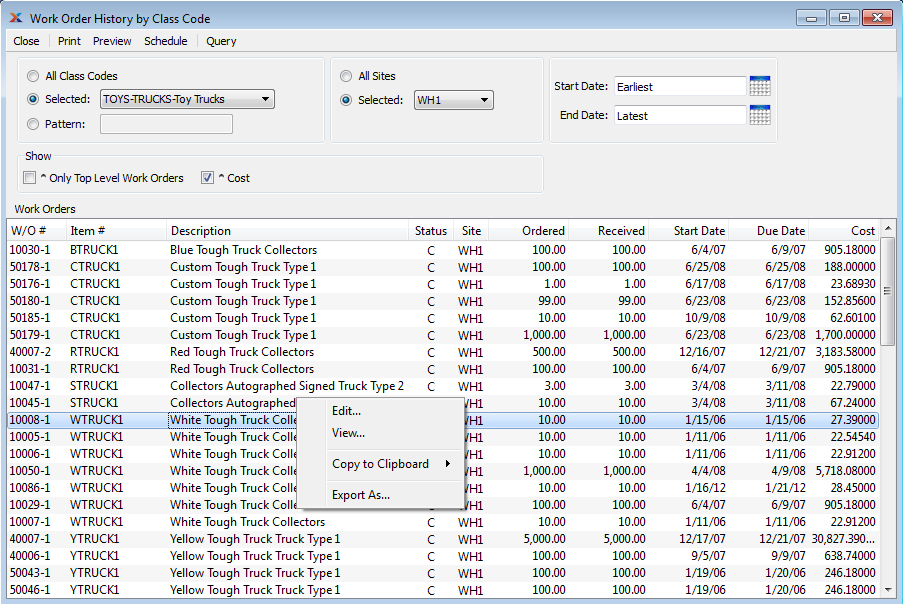 Work Order History by Class Code
Close Print Preview Schedule Query
All Class Codes
Selected: TOYS-TRUCKS-Toy Trucks
Pattern:
All Sites
Selected: WH1
Start Date: Earliest
End Date: Latest
Show
^ Only Top Level Work Orders ^ Cost
Work Orders
W/O # Item # Description Status Site Ordered Received Start Date Due Date Cost
10030-1 BTRUCK1 Blue Tough Truck Collectors C WH1 100.00 100.00 6/4/07 6/9/07 905.18000
50178-1 CTRUCK1 Custom Tough Truck Type 1 C WH1 100.00 100.00 6/25/08 6/25/08 188.00000
50176-1 CTRUCK1 Custom Tough Truck Type 1 C WH1 1.00 1.00 6/17/08 6/17/08 23.68930
50180-1 CTRUCK1 Custom Tough Truck Type 1 C WH1 99.00 99.00 6/23/08 6/23/08 152.85600
50185-1 CTRUCK1 Custom Tough Truck Type 1 C WH1 10.00 10.00 10/9/08 10/9/08 62.60100
50179-1 CTRUCK1 Custom Tough Truck Type 1 C WH1 1,000.00 1,000.00 6/23/08 6/23/08 1,700.00000
40007-2 RTRUCK1 Red Tough Truck Collectors C WH1 500.00 500.00 12/16/07 12/21/07 3,183.58000
10031-1 RTRUCK1 Red Tough Truck Collectors C WH1 100.00 100.00 6/4/07 6/9/07 905.18000
10047-1 STRUCK1 Collectors Autographed Signed Truck Type 2 C WH1 3.00 3.00 3/4/08 3/11/08 22.79000
10045-1 STRUCK1 Collectors Autographed WH1 10.00 10.00 3/4/08 3/11/08 67.24000
10008-1 WTRUCK1 White Tough Truck Colle WH1 10.00 10.00 1/15/06 1/15/06 27.39000
10005-1 WTRUCK1 White Tough Truck Colle WH1 10.00 10.00 1/11/06 1/11/06 22.54540
10006-1 WTRUCK1 White Tough Truck Colle WH1 10.00 10.00 1/11/06 1/11/06 22.91200
10050-1 WTRUCK1 White Tough Truck Colle WH1 1,000.00 1,000.00 4/4/08 4/9/08 5,718.08000
10086-1 WTRUCK1 White Tough Truck Colle WH1 10.00 10.00 1/16/12 1/21/12 28.45000
10029-1 WTRUCK1 White Tough Truck Colle WH1 100.00 100.00 6/4/07 6/9/07 905.18000
10007-1 WTRUCK1 White Tough Truck Collectors C WH1 10.00 10.00 1/11/06 1/11/06 22.91200
40007-1 YTRUCK1 Yellow Tough Truck Truck Type 1 C WH1 5,000.00 5,000.00 12/17/07 12/21/07 30,827.390...
40006-1 YTRUCK1 Yellow Tough Truck Truck Type 1 C WH1 100.00 100.00 9/5/07 9/9/07 638.74000
50043-1 YTRUCK1 Yellow Tough Truck Truck Type 1 C WH1 100.00 100.00 1/19/06 1/20/06 246.18000
50046-1 YTRUCK1 Yellow Tough Truck Truck Type 1 C WH1 100.00 100.00 1/19/06 1/20/06 246.18000
Edit...
View...
Copy to Clipboard
Export As...